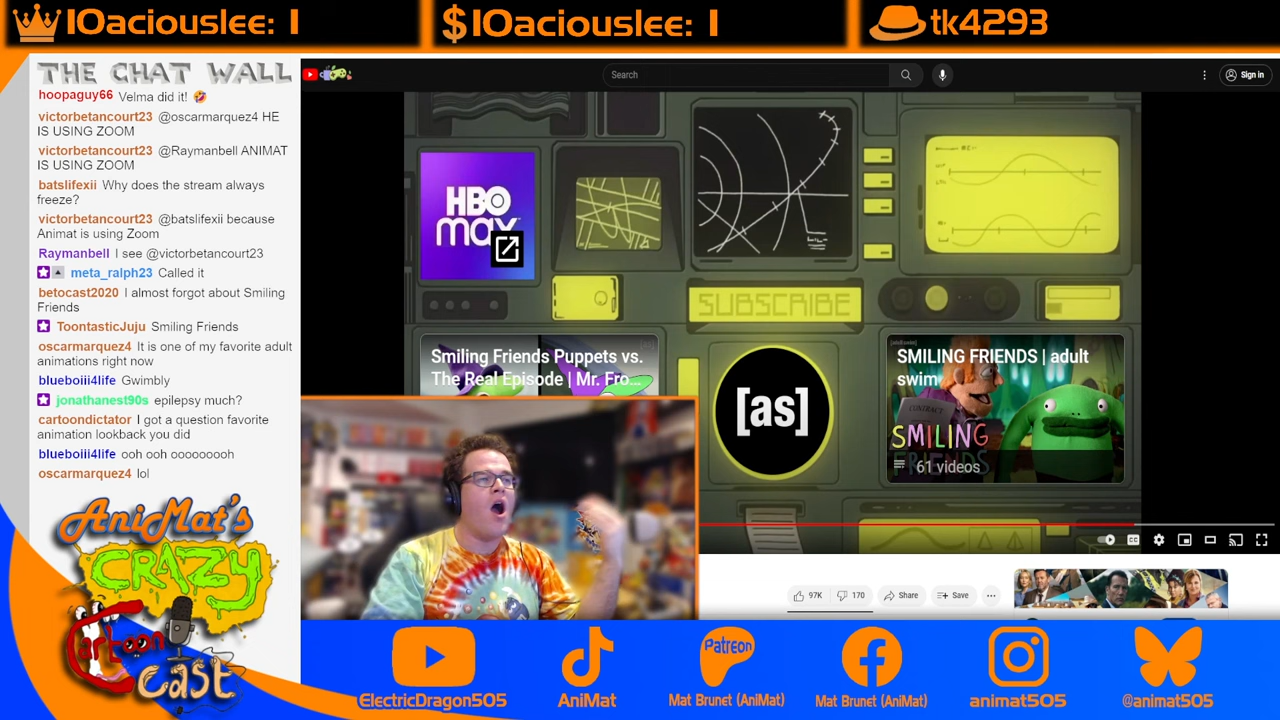 10aciouslee: 1
$10aciouslee: 1
tk4293
THE CHAT WALL
hoopaguy66 Velma did it! 🤣
victorbetancourt23 @oscarmarquez4 HE
IS USING ZOOM
victorbetancourt23 @Raymanbell ANIMAT
IS USING ZOOM
batslifexii Why does the stream always
freeze?
victorbetancourt23 @batslifexii because
Animat is using Zoom
Raymanbell I see @victorbetancourt23
meta_ralph23 Called it
betocast2020 I almost forgot about Smiling
Friends
ToontasticJuju Smiling Friends
oscarmarquez4 It is one of my favorite adult
animations right now
blueboiii4life Gwimbly
jonathanest90s epilepsy much?
cartoondictator I got a question favorite
animation lookback you did
blueboiii4life ooh ooh ooooooooh
oscarmarquez4 lol
AniMat's
CRAZY
Cartoon
Cast
Search
Sign in
HBO
max
SUBSCRIBE
Smiling Friends Puppets vs.
The Real Episode | Mr. Fro...
[as]
SMILING FRIENDS | adult
swim
CONTRACT
SMILING
FRIENDS
61 videos
CC
97K
170
Share
Save
ElectricDragon505
AniMat
Patreon
Mat Brunet (AniMat)
Mat Brunet (AniMat)
animat505
@animat505